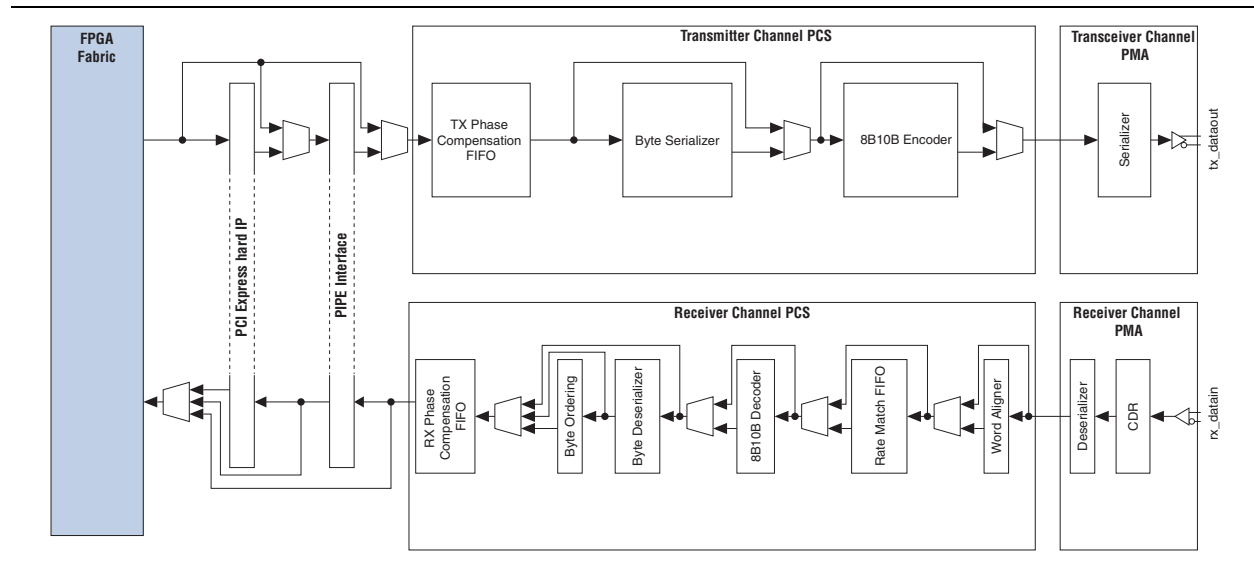 FPGA
Fabric
Transmitter Channel PCS
Transceiver Channel
PMA
TX Phase
Compensation
FIFO
Byte Serializer
8B10B Encoder
Serializer
tx_dataout
PCI Express hard IP
PIPE Interface
Receiver Channel PCS
Receiver Channel
PMA
RX Phase
Compensation
FIFO
Byte Ordering
Byte Deserializer
8B10B Decoder
Rate Match FIFO
Word Aligner
Deserializer
CDR
rx_datain